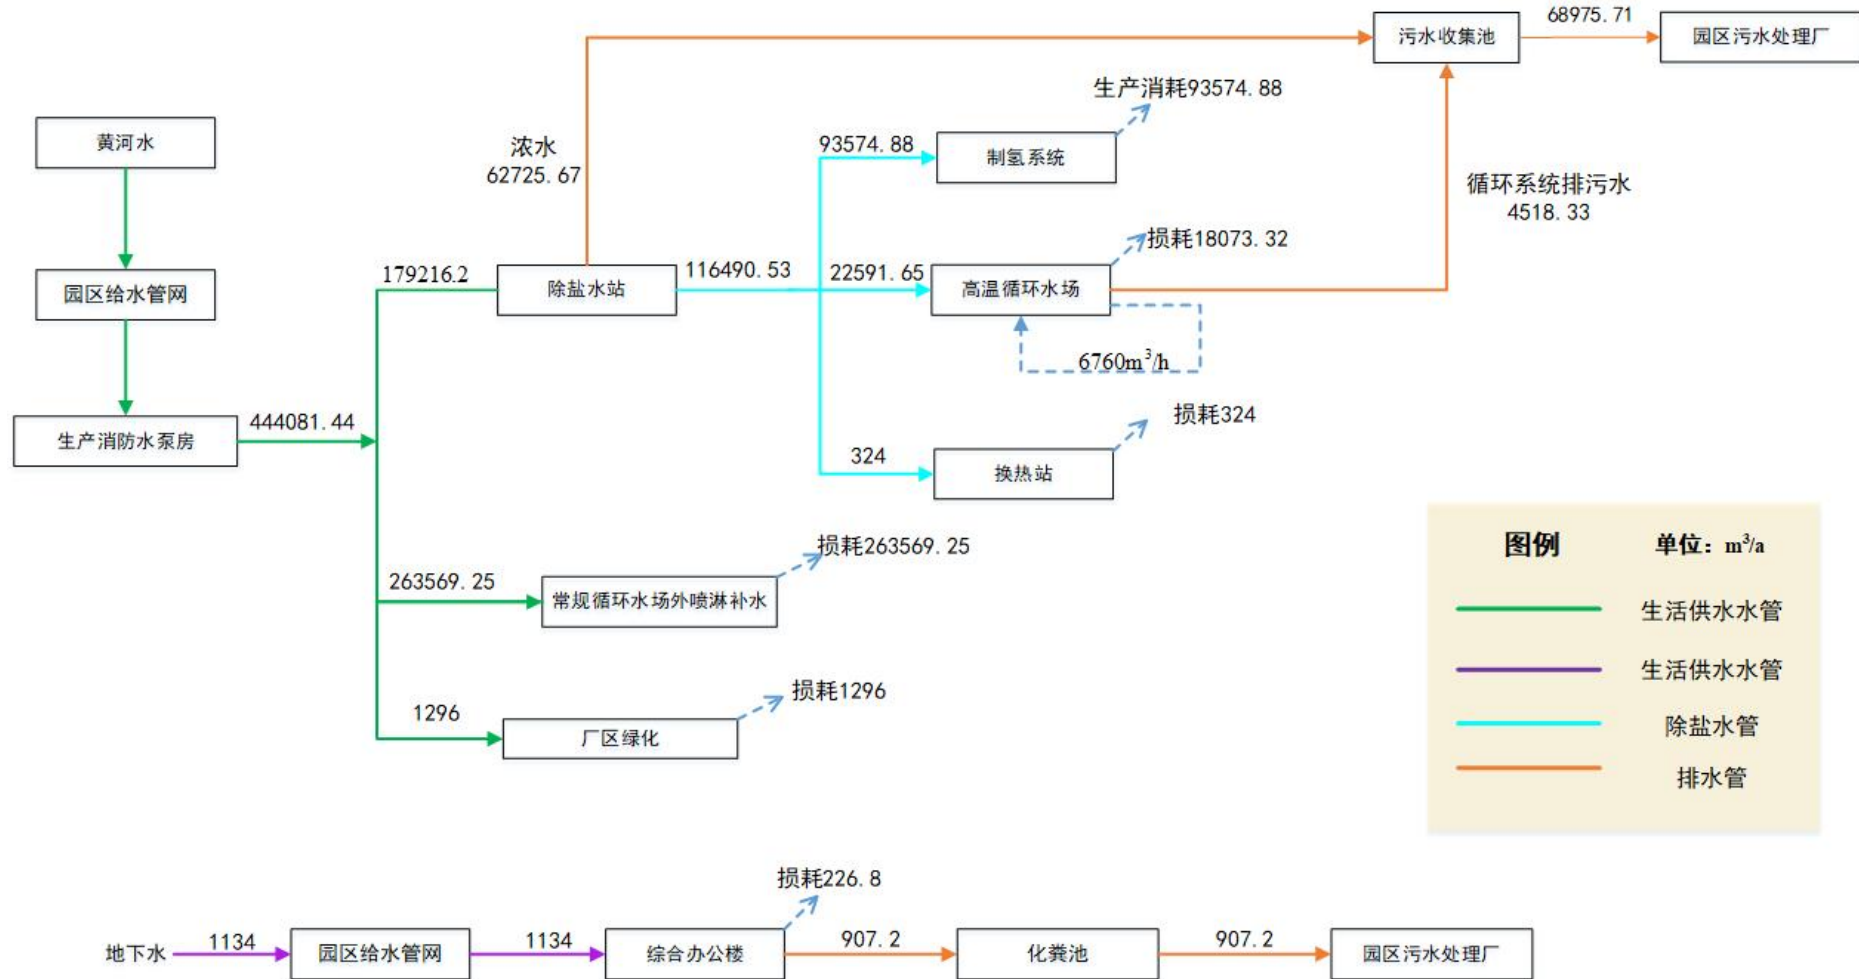 68975.71
污水收集池
园区污水处理厂
生产消耗93574.88
黄河水
浓水
62725.67
93574.88
制氢系统
循环系统排污水
4518.33
损耗18073.32
园区给水管网
179216.2
除盐水站
116490.53
22591.65
高温循环水场
6760m³/h
444081.44
生产消防水泵房
损耗324
324
换热站
图例
单位：m³/a
生活供水水管
生活供水水管
除盐水管
排水管
损耗263569.25
263569.25
常规循环水场外喷淋补水
损耗1296
1296
厂区绿化
损耗226.8
地下水
1134
园区给水管网
1134
综合办公楼
907.2
化粪池
907.2
园区污水处理厂